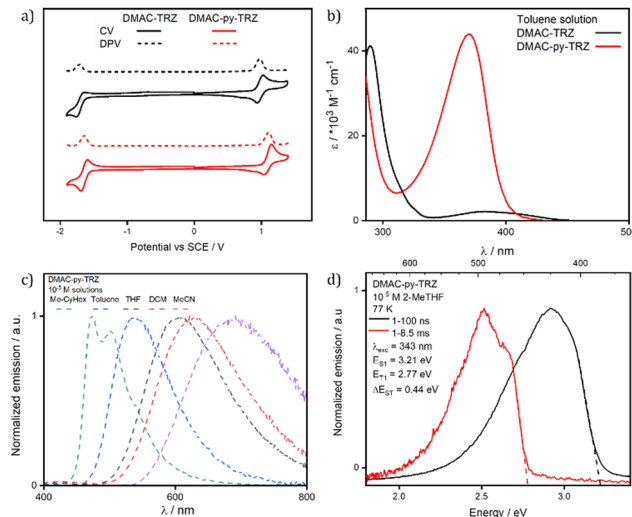 a)
DMAC-TRZ DMAC-py-TRZ
CV
DPV
-2 -1 0 1
Potential vs SCE / V
b)
Toluene solution
DMAC-TRZ
DMAC-py-TRZ
40
20
0
300 400 50
ε / *10³ M⁻¹ cm⁻¹
λ / nm
c)
DMAC-py-TRZ
10⁻⁵ M solutions
Me-CyHex Toluene THF DCM MeCN
1
0
400 600 800
Normalized emission / a.u.
λ / nm
d)
600 500 400
DMAC-py-TRZ
10⁻⁵ M 2-MeTHF
77 K
1-100 ns
1-8.5 ms
λexc = 343 nm
ES1 = 3.21 eV
ET1 = 2.77 eV
ΔEST = 0.44 eV
1
0
2.0 2.5 3.0
Normalized emission / a.u
Energy / eV